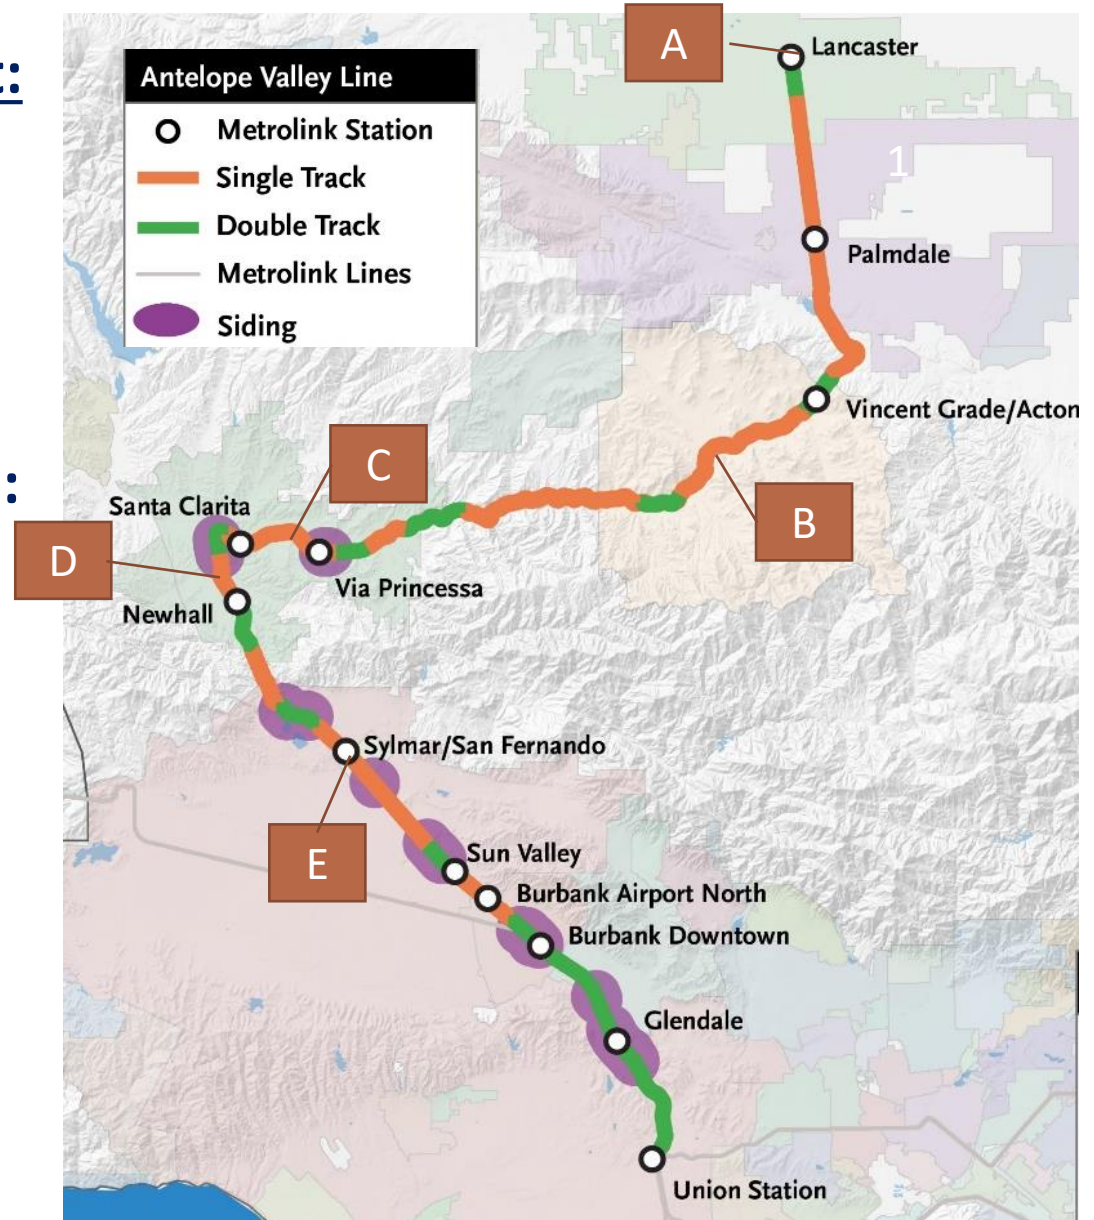 t:
A
Lancaster
Antelope Valley Line
Metrolink Station
Single Track
Double Track
Metrolink Lines
Siding
1
Palmdale
Vincent Grade/Acton
C
:
Santa Clarita
B
D
Via Princessa
Newhall
Sylmar/San Fernando
E
Sun Valley
Burbank Airport North
Burbank Downtown
Glendale
Union Station